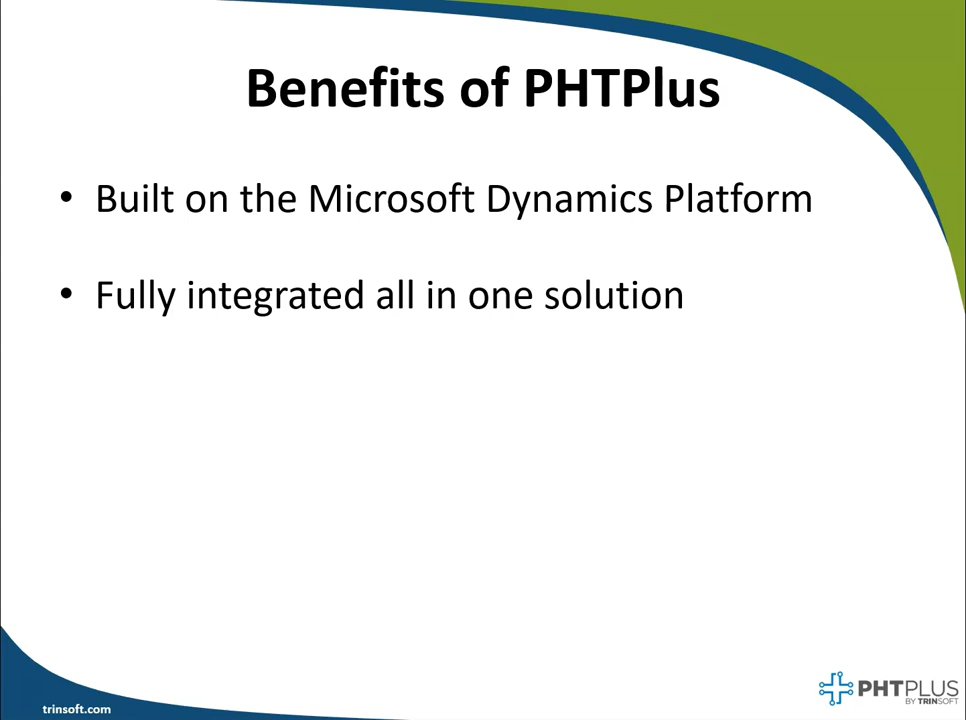 Benefits of PHTPlus
• Built on the Microsoft Dynamics Platform
• Fully integrated all in one solution
trinsoft.com
PHTPLUS
BY TRINSOFT